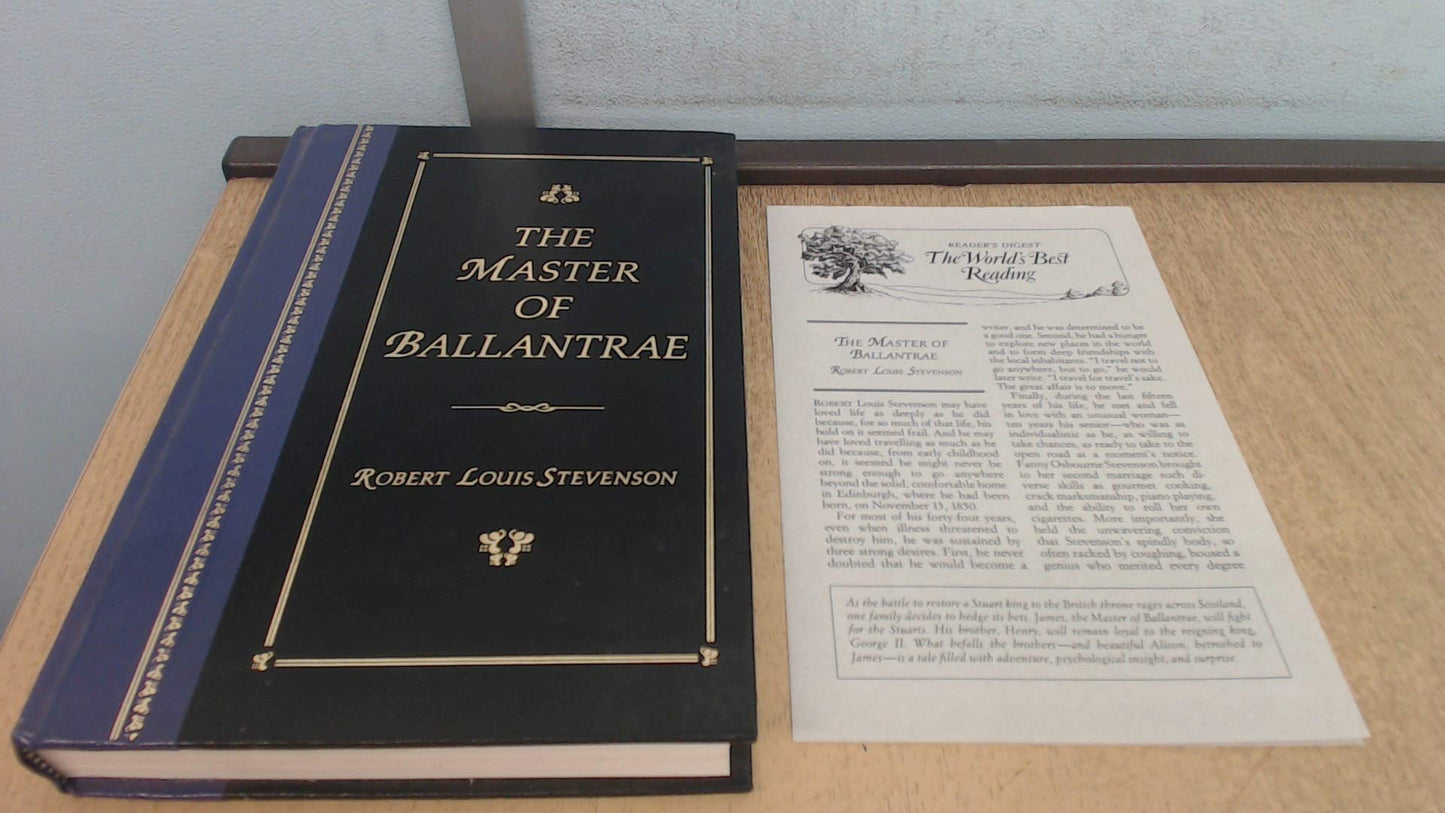 THE
MASTER
OF
BALLANTRAE
ROBERT LOUIS STEVENSON
READER'S DIGEST
The World's Best
Reading
THE MASTER OF
BALLANTRAE
ROBERT LOUIS STEVENSON
ROBERT Louis Stevenson may have
loved life as deeply as he did
because, for so much of that life, his
hold on it seemed frail. And he may
have loved travelling as much as he
did because, from early childhood
on, it seemed he might never be
strong enough to go anywhere
beyond the solid, comfortable home
in Edinburgh, where he had been
born, on November 13, 1850.
For most of his forty-four years,
even when illness threatened to
destroy him, he was sustained by
three strong desires. First, he never
doubted that he would become a
writer, and he was determined to be
a good one. Second, he had a hunger
to explore new places in the world
and to form deep friendships with
the local inhabitants. "I travel not to
go anywhere, but to go," he would
later write. "I travel for travel's sake.
The great affair is to move."
Finally, during the last fifteen
years of his life, he met and fell
in love with an unusual woman—
ten years his senior—who was as
individualistic as he, as willing to
take chances, as ready to take to the
open road at a moment's notice.
Fanny Osbourne Stevenson brought
to her second marriage such di-
verse skills as gourmet cooking,
crack marksmanship, piano playing,
and the ability to roll her own
cigarettes. More importantly, she
held the unwavering conviction
that Stevenson's spindly body, so
often racked by coughing, housed a
genius who merited every degree
As the battle to restore a Stuart king to the British throne rages across Scotland,
one family decides to hedge its bets. James, the Master of Ballantrae, will fight
for the Stuarts. His brother, Henry, will remain loyal to the reigning king,
George II. What befalls the brothers—and beautiful Alison, betrothed to
James—is a tale filled with adventure, psychological insight, and surprise.